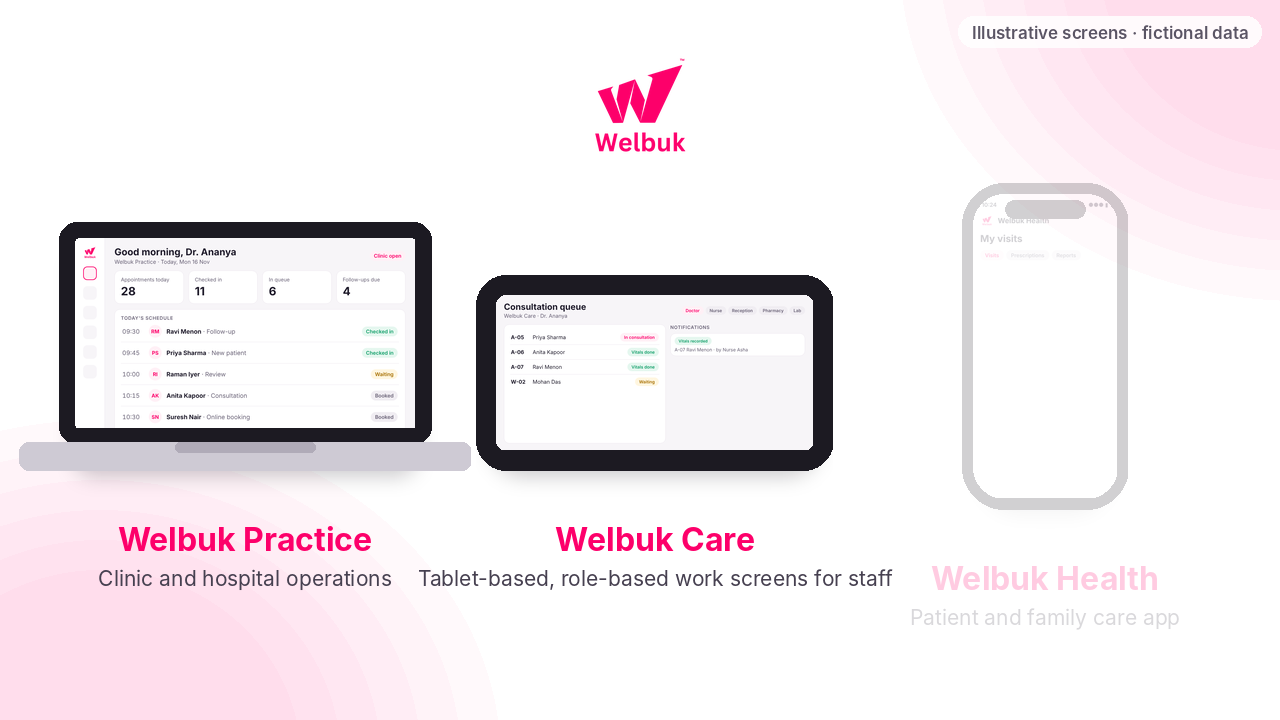 Illustrative screens · fictional data
Welbuk
Good morning, Dr. Ananya
Welbuk Practice · Today, Mon 16 Nov
Clinic open
Appointments today
28
Checked in
11
In queue
6
Follow-ups due
4
TODAY'S SCHEDULE
09:30 RM Ravi Menon · Follow-up Checked in
09:45 PS Priya Sharma · New patient Checked in
10:00 RI Raman Iyer · Review Waiting
10:15 AK Anita Kapoor · Consultation Booked
10:30 SN Suresh Nair · Online booking Booked
Consultation queue
Welbuk Care · Dr. Ananya
Doctor Nurse Reception Pharmacy Lab
A-05 Priya Sharma In consultation
A-06 Anita Kapoor Vitals done
A-07 Ravi Menon Vitals done
W-02 Mohan Das Waiting
NOTIFICATIONS
Vitals recorded
A-07 Ravi Menon · by Nurse Asha
10:24
Welbuk Health
My visits
Visits Prescriptions Reports
Welbuk Practice
Clinic and hospital operations
Welbuk Care
Tablet-based, role-based work screens for staff
Welbuk Health
Patient and family care app